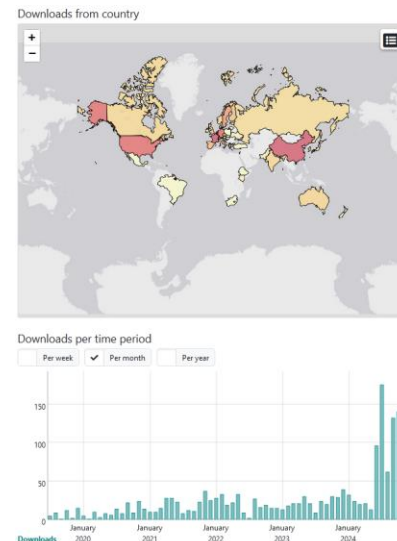 Downloads from country
+
−
Downloads per time period
Per week Per month Per year
150
100
50
0
January January January January January
Downloads 2020 2021 2022 2023 2024